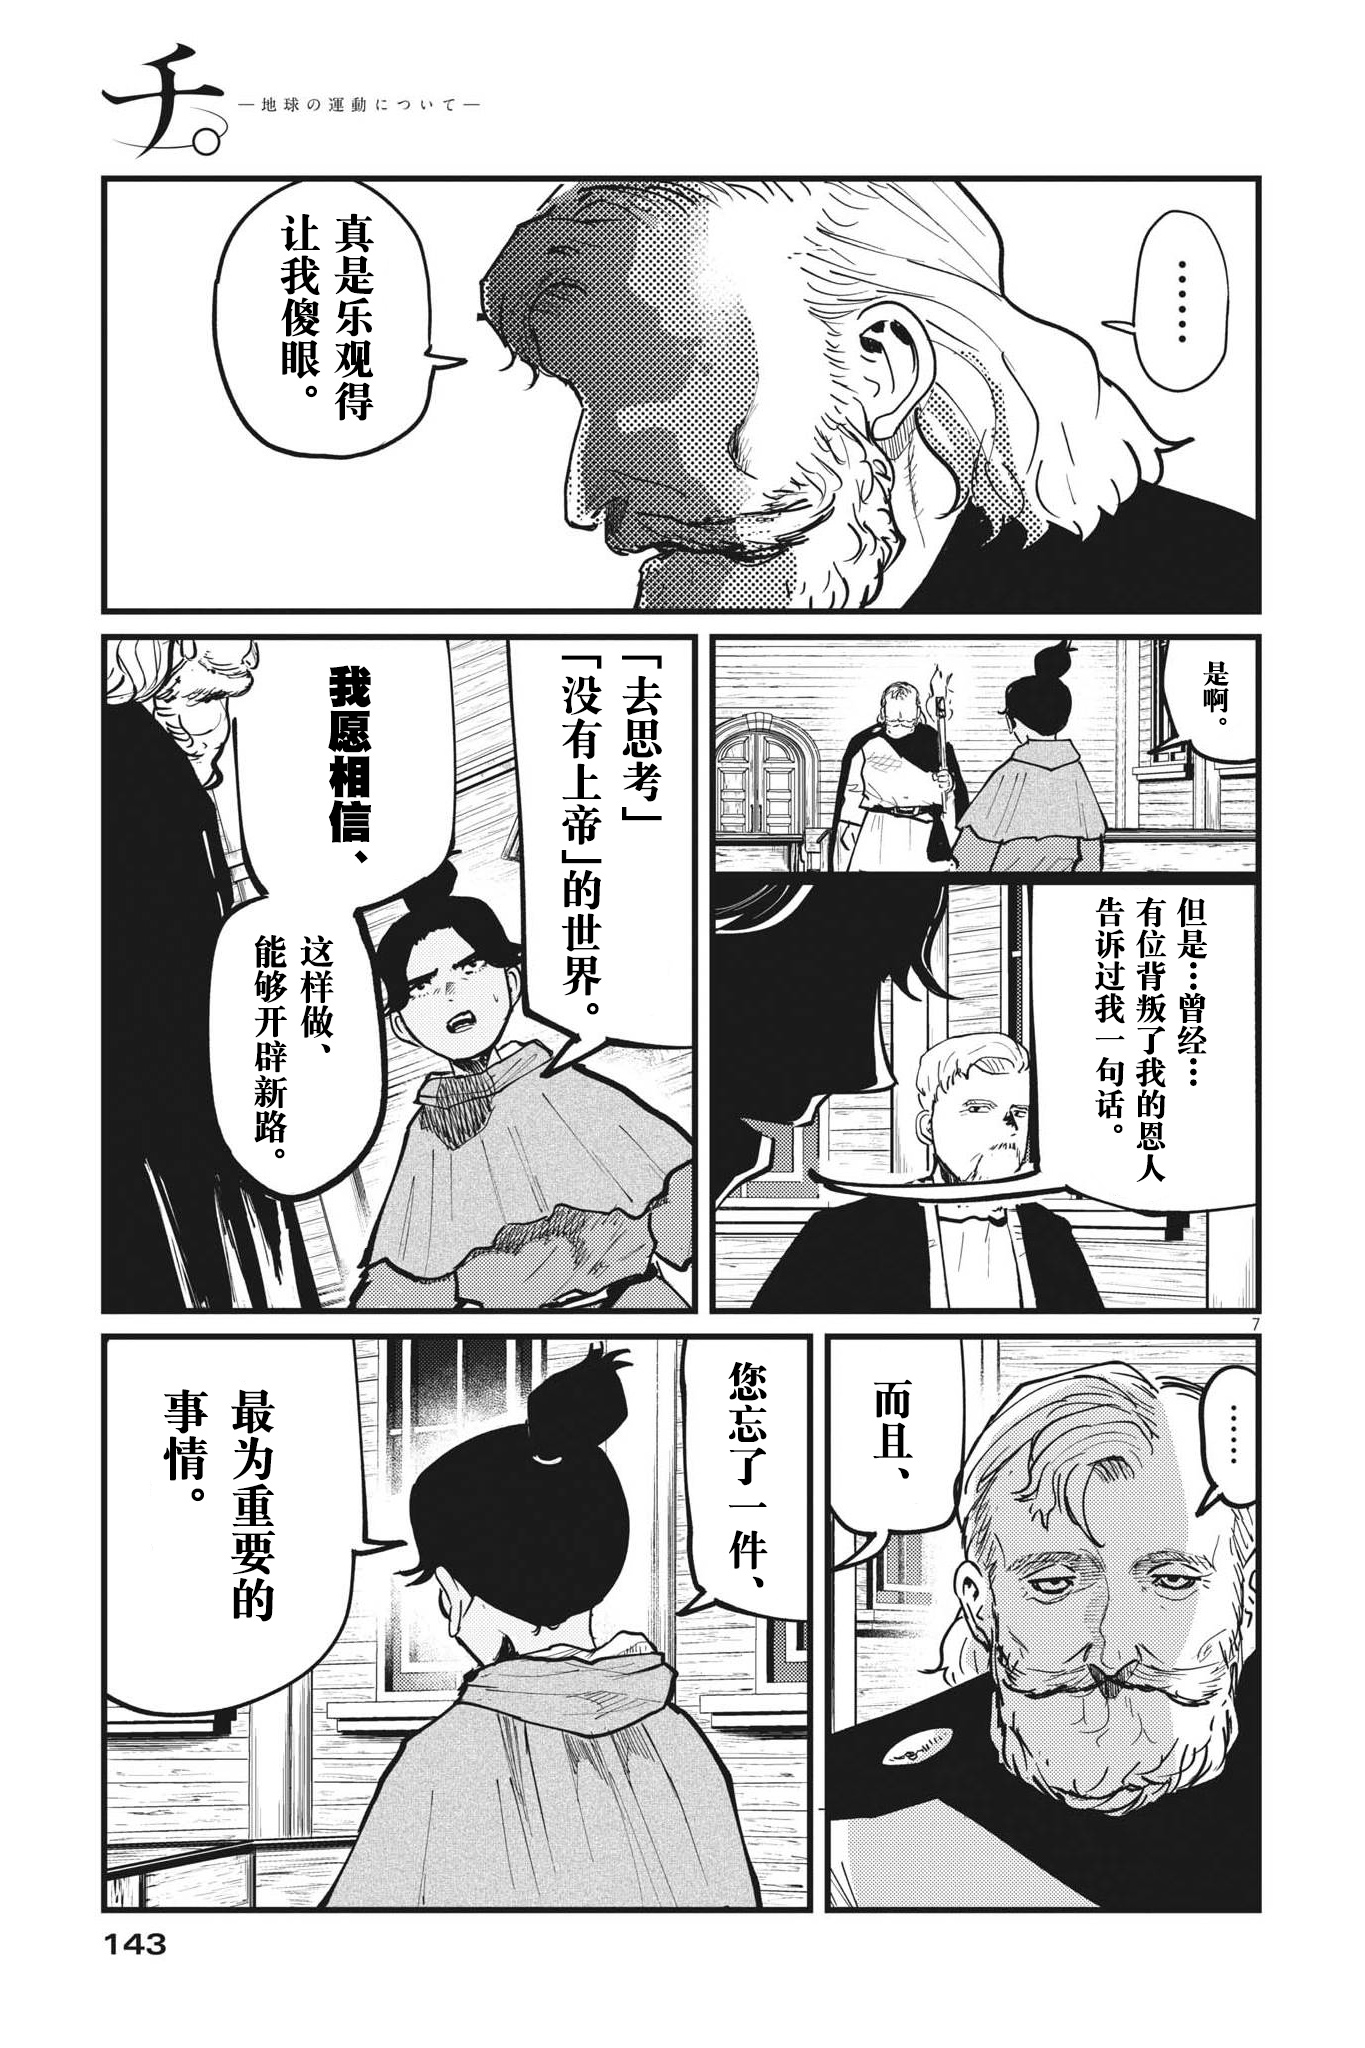 チ。
—地球の運動について—
……
真是乐观得
让我傻眼。
是啊。
但是…曾经…
有位背叛了我的恩人
告诉过我一句话。
「去思考」
「没有上帝」的世界。
我愿相信、
这样做、
能够开辟新路。
7
……
而且、
您忘了一件、
最为重要的
事情。
143